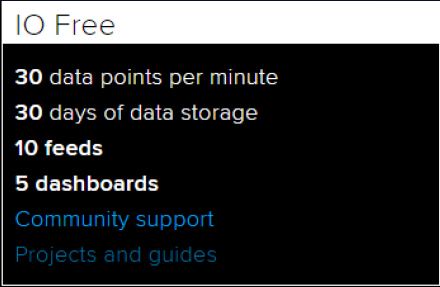 IO Free
30 data points per minute
30 days of data storage
10 feeds
5 dashboards
Community support
Projects and guides